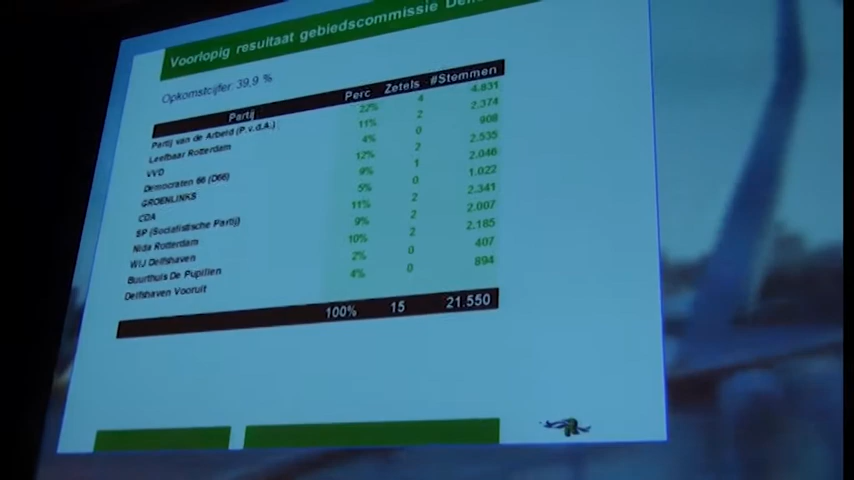 Voorlopig resultaat gebiedscommissie Delfs
Opkomstcijfer: 39,9 %
Partij Perc Zetels #Stemmen
Partij van de Arbeid (P.v.d.A.) 22% 4 4.831
Leefbaar Rotterdam 11% 2 2.374
VVD 4% 0 908
Democraten 66 (D66) 12% 2 2.535
GROENLINKS 9% 1 2.046
CDA 5% 0 1.022
SP (Socialistische Partij) 11% 2 2.341
Nida Rotterdam 9% 2 2.007
WIJ Delfshaven 10% 2 2.185
Buurthuis De Pupillen 2% 0 407
Delfshaven Vooruit 4% 0 894
100% 15 21.550